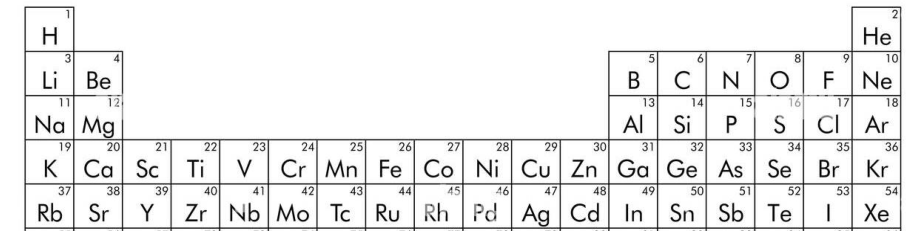 1 2
H He
3 4 5 6 7 8 9 10
Li Be B C N O F Ne
11 12 13 14 15 16 17 18
Na Mg Al Si P S Cl Ar
19 20 21 22 23 24 25 26 27 28 29 30 31 32 33 34 35 36
K Ca Sc Ti V Cr Mn Fe Co Ni Cu Zn Ga Ge As Se Br Kr
37 38 39 40 41 42 43 44 45 46 47 48 49 50 51 52 53 54
Rb Sr Y Zr Nb Mo Tc Ru Rh Pd Ag Cd In Sn Sb Te I Xe